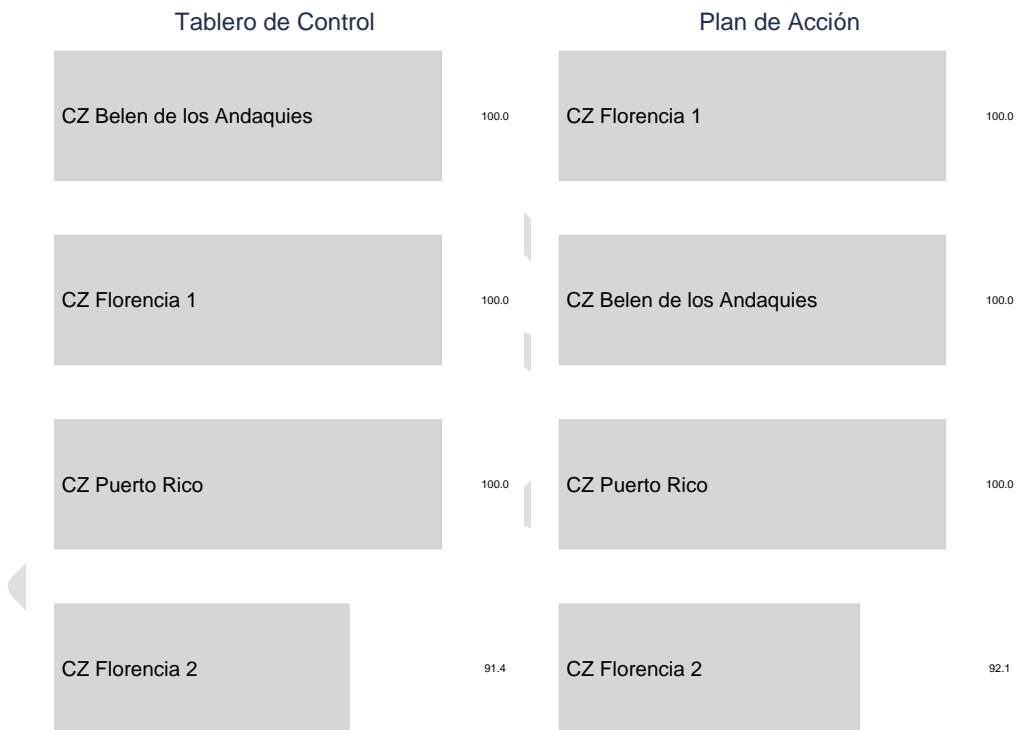 Tablero de Control
CZ Belen de los Andaquies 100.0
CZ Florencia 1 100.0
CZ Puerto Rico 100.0
CZ Florencia 2 91.4
Plan de Acción
CZ Florencia 1 100.0
CZ Belen de los Andaquies 100.0
CZ Puerto Rico 100.0
CZ Florencia 2 92.1